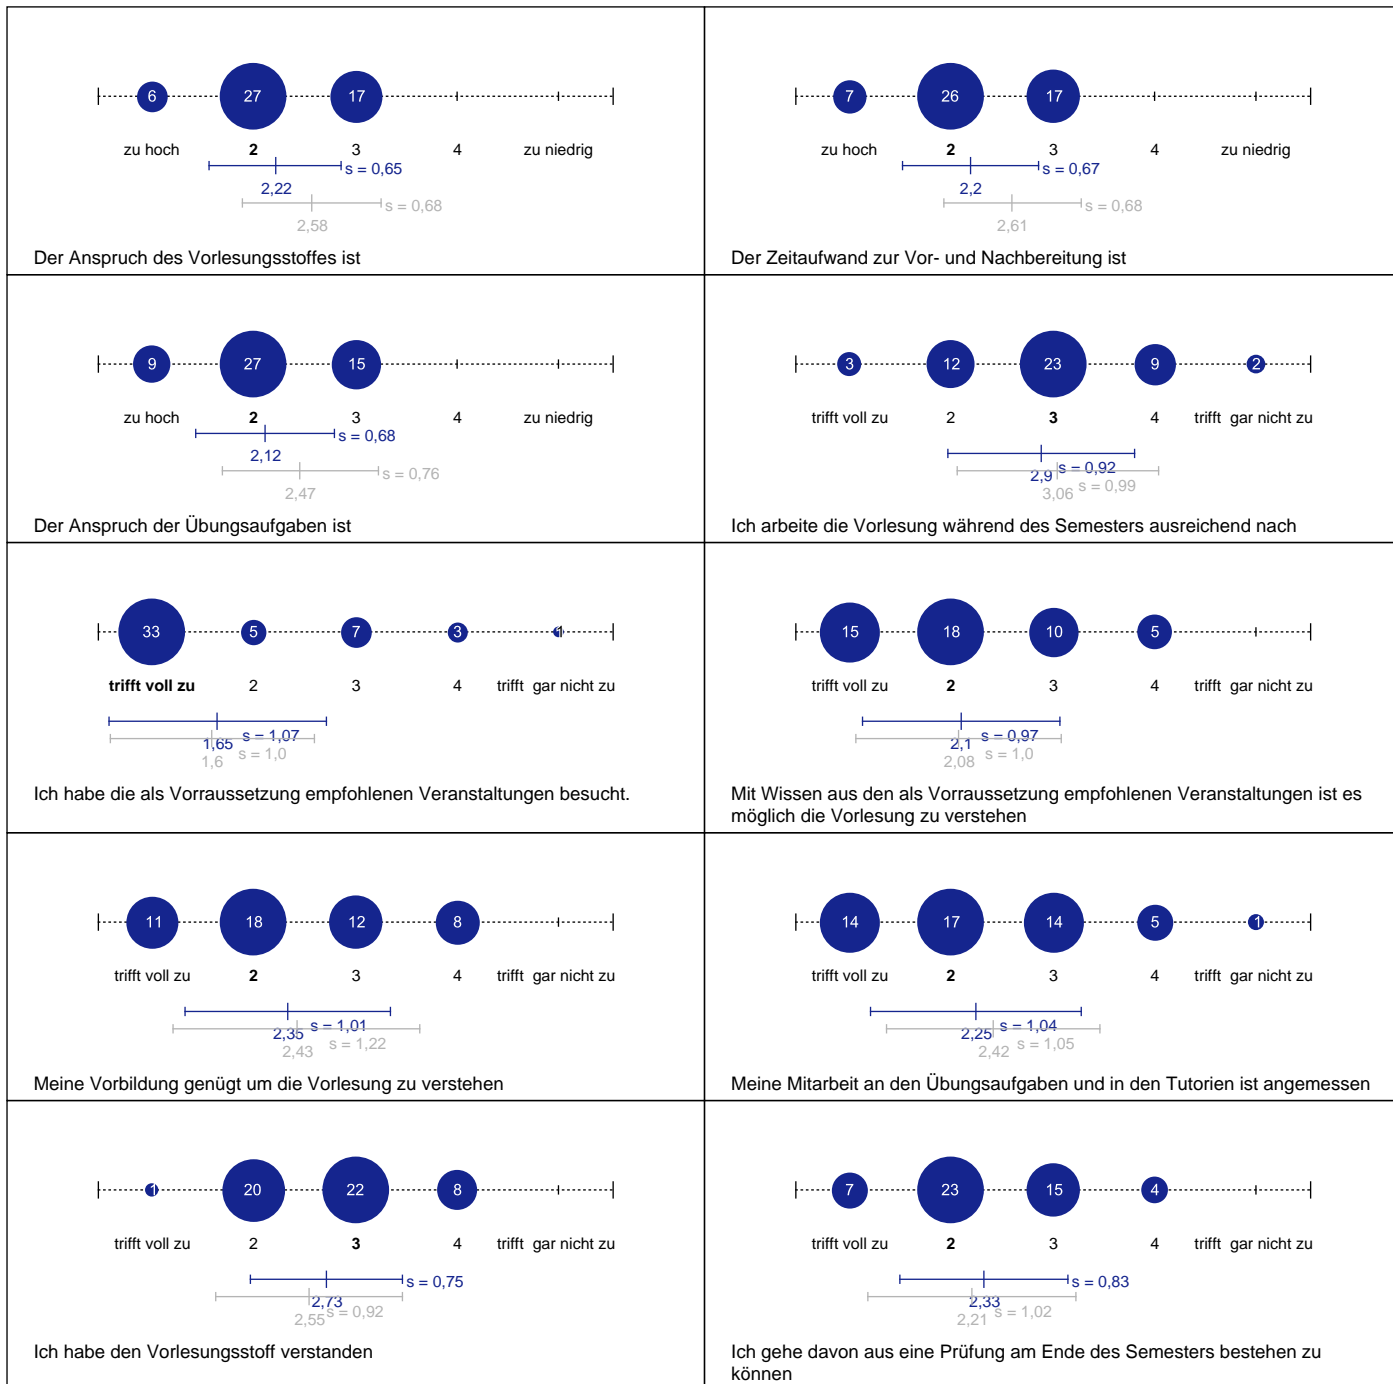 6 27 17
zu hoch 2 3 4 zu niedrig
s = 0,65
2,22
s = 0,68
2,58
Der Anspruch des Vorlesungsstoffes ist
7 26 17
zu hoch 2 3 4 zu niedrig
s = 0,67
2,2
s = 0,68
2,61
Der Zeitaufwand zur Vor- und Nachbereitung ist
9 27 15
zu hoch 2 3 4 zu niedrig
s = 0,68
2,12
s = 0,76
2,47
Der Anspruch der Übungsaufgaben ist
3 12 23 9 2
trifft voll zu 2 3 4 trifft gar nicht zu
s = 0,92
2,9
s = 0,99
3,06
Ich arbeite die Vorlesung während des Semesters ausreichend nach
33 5 7 3 1
trifft voll zu 2 3 4 trifft gar nicht zu
s = 1,07
1,65
s = 1,0
1,6
Ich habe die als Vorraussetzung empfohlenen Veranstaltungen besucht.
15 18 10 5
trifft voll zu 2 3 4 trifft gar nicht zu
s = 0,97
2,1
s = 1,0
2,08
Mit Wissen aus den als Vorraussetzung empfohlenen Veranstaltungen ist es
möglich die Vorlesung zu verstehen
11 18 12 8
trifft voll zu 2 3 4 trifft gar nicht zu
s = 1,01
2,35
s = 1,22
2,43
Meine Vorbildung genügt um die Vorlesung zu verstehen
14 17 14 5 1
trifft voll zu 2 3 4 trifft gar nicht zu
s = 1,04
2,25
s = 1,05
2,42
Meine Mitarbeit an den Übungsaufgaben und in den Tutorien ist angemessen
1 20 22 8
trifft voll zu 2 3 4 trifft gar nicht zu
s = 0,75
2,73
s = 0,92
2,55
Ich habe den Vorlesungsstoff verstanden
7 23 15 4
trifft voll zu 2 3 4 trifft gar nicht zu
s = 0,83
2,33
s = 1,02
2,21
Ich gehe davon aus eine Prüfung am Ende des Semesters bestehen zu
können